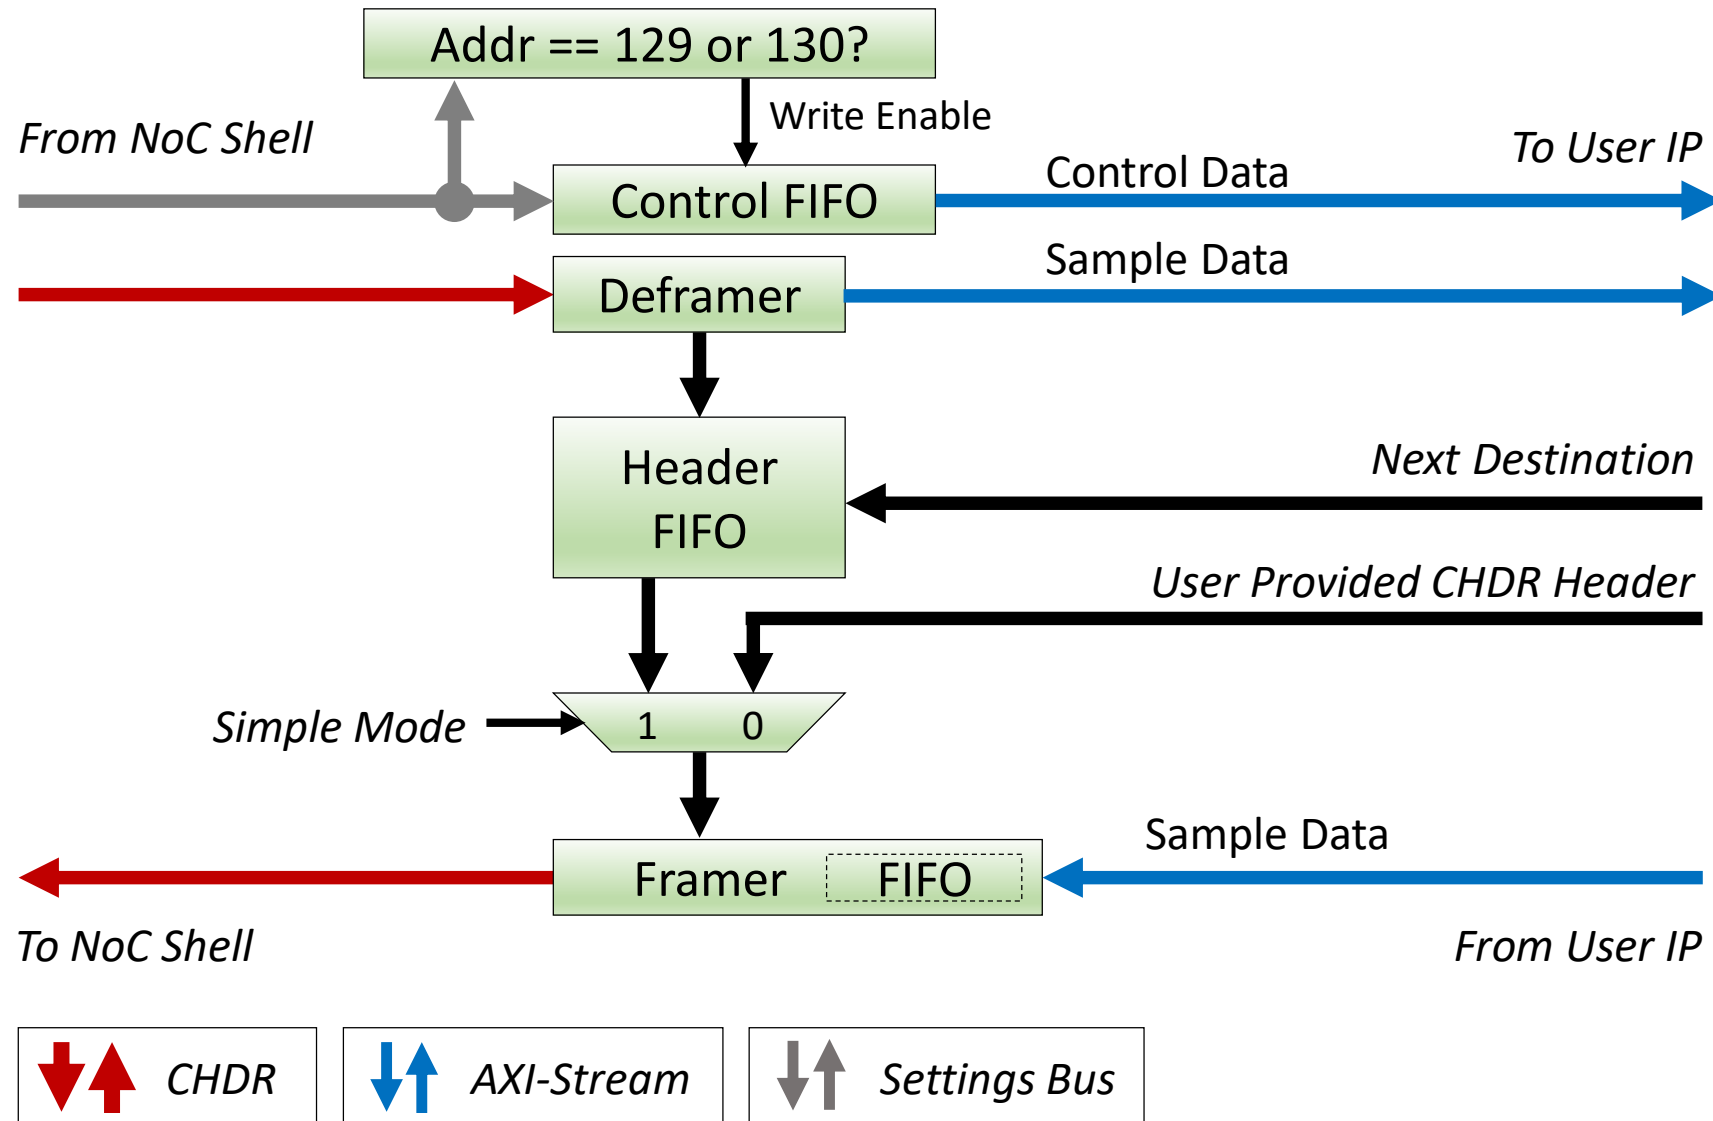 Addr == 129 or 130?
Write Enable
From NoC Shell
To User IP
Control FIFO
Control Data
Sample Data
Deframer
Header
FIFO
Next Destination
User Provided CHDR Header
Simple Mode
1 0
Sample Data
Framer FIFO
To NoC Shell
From User IP
CHDR
AXI-Stream
Settings Bus